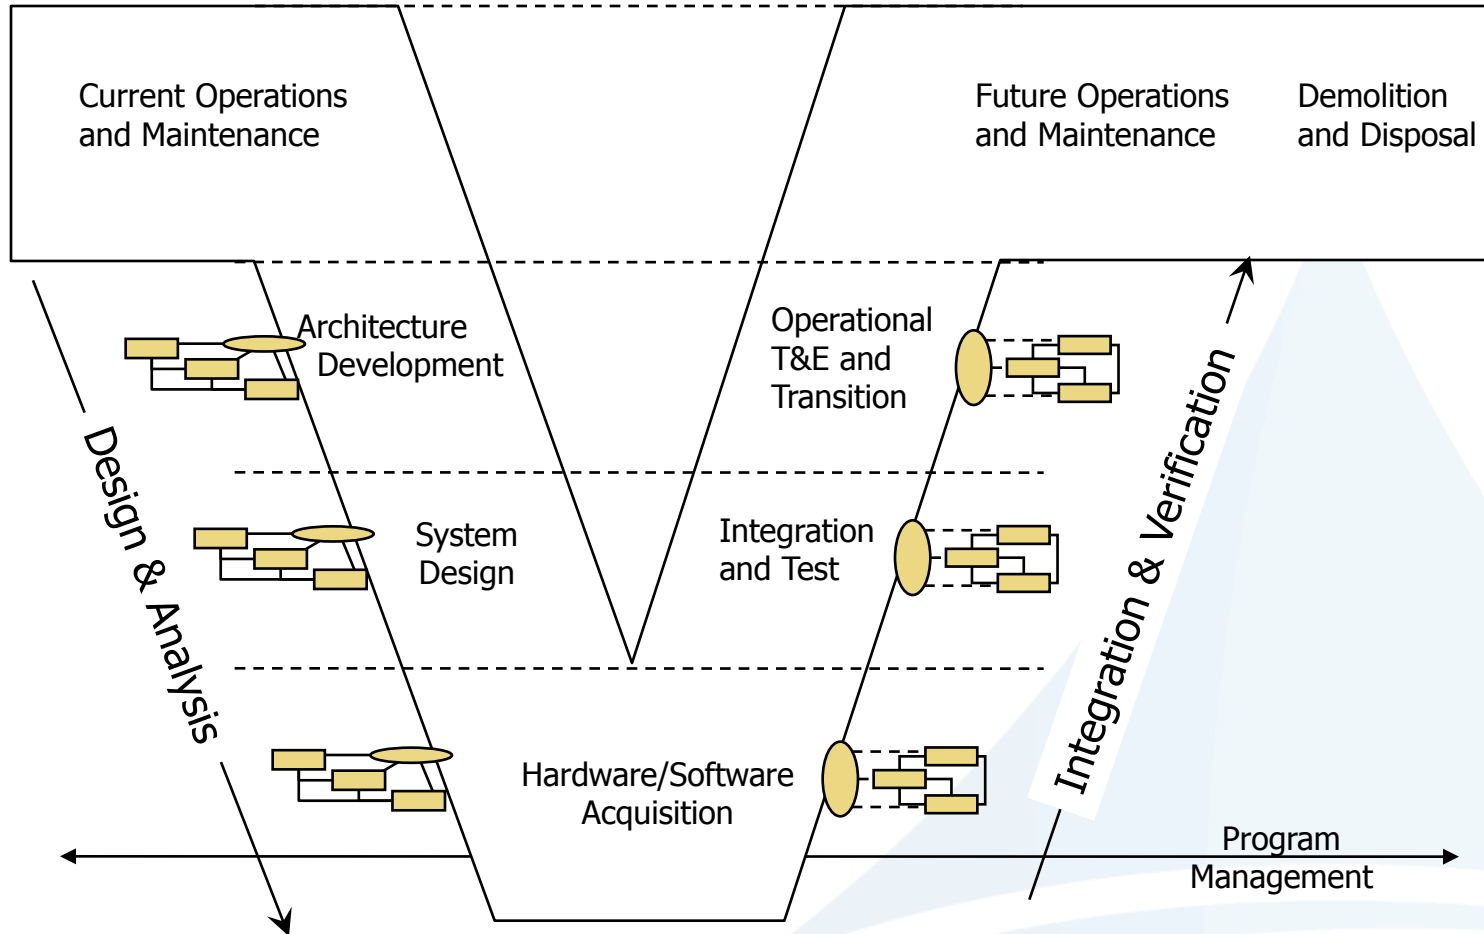 Current Operations
and Maintenance
Future Operations
and Maintenance
Demolition
and Disposal
Architecture
Development
Operational
T&E and
Transition
Design & Analysis
System
Design
Integration
and Test
Integration & Verification
Hardware/Software
Acquisition
Program
Management